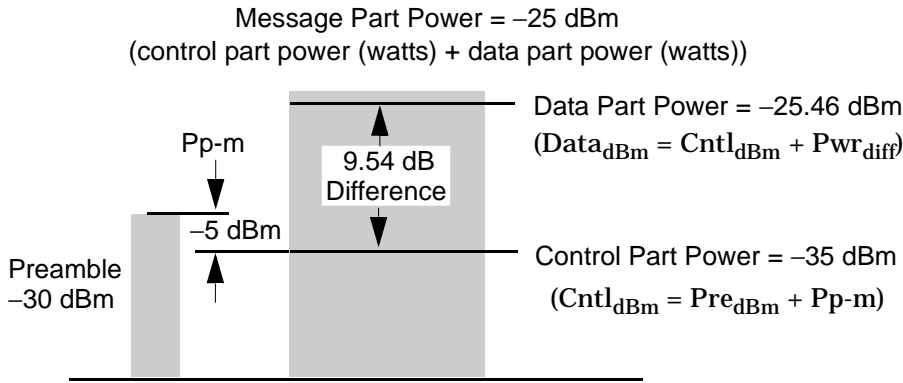 Message Part Power = –25 dBm
(control part power (watts) + data part power (watts))
Data Part Power = –25.46 dBm
(Data_dBm = Cntl_dBm + Pwr_diff)
Pp-m
9.54 dB
Difference
–5 dBm
Preamble
–30 dBm
Control Part Power = –35 dBm
(Cntl_dBm = Pre_dBm + Pp-m)